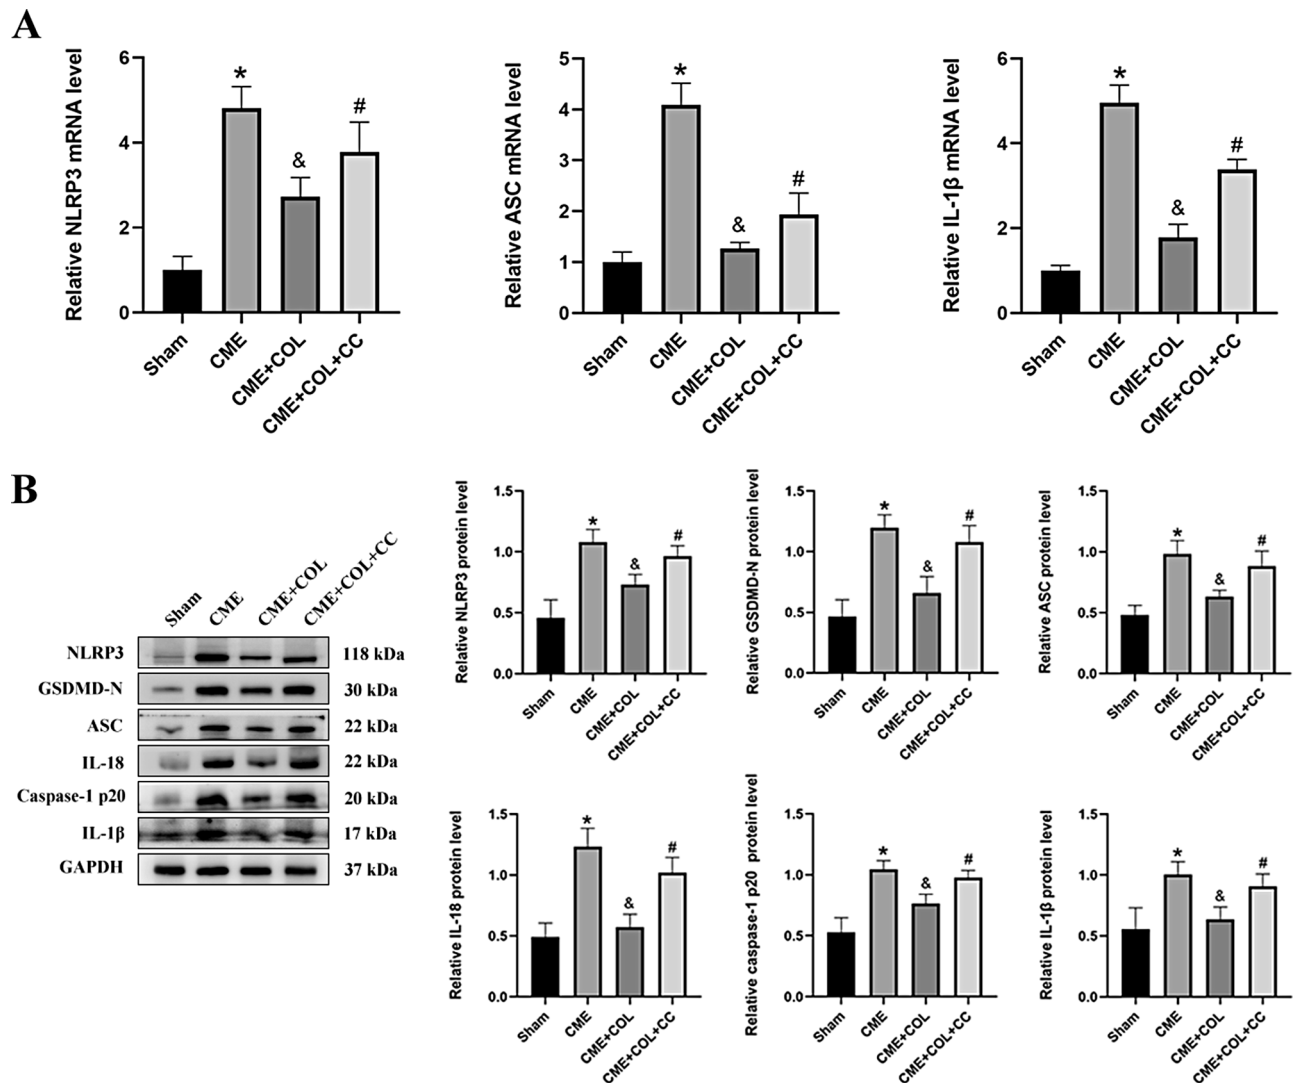 A
Relative NLRP3 mRNA level
6
4
2
0
*
&
#
Sham
CME
CME+COL
CME+COL+CC
Relative ASC mRNA level
5
4
3
2
1
0
*
&
#
Sham
CME
CME+COL
CME+COL+CC
Relative IL-1β mRNA level
6
4
2
0
*
&
#
Sham
CME
CME+COL
CME+COL+CC
B
Sham
CME
CME+COL
CME+COL+CC
NLRP3 118 kDa
GSDMD-N 30 kDa
ASC 22 kDa
IL-18 22 kDa
Caspase-1 p20 20 kDa
IL-1β 17 kDa
GAPDH 37 kDa
Relative NLRP3 protein level
1.5
1.0
0.5
0.0
*
&
#
Sham
CME
CME+COL
CME+COL+CC
Relative GSDMD-N protein level
1.5
1.0
0.5
0.0
*
&
#
Sham
CME
CME+COL
CME+COL+CC
Relative ASC protein level
1.5
1.0
0.5
0.0
*
&
#
Sham
CME
CME+COL
CME+COL+CC
Relative IL-18 protein level
1.5
1.0
0.5
0.0
*
&
#
Sham
CME
CME+COL
CME+COL+CC
Relative caspase-1 p20 protein level
1.5
1.0
0.5
0.0
*
&
#
Sham
CME
CME+COL
CME+COL+CC
Relative IL-1β protein level
1.5
1.0
0.5
0.0
*
&
#
Sham
CME
CME+COL
CME+COL+CC